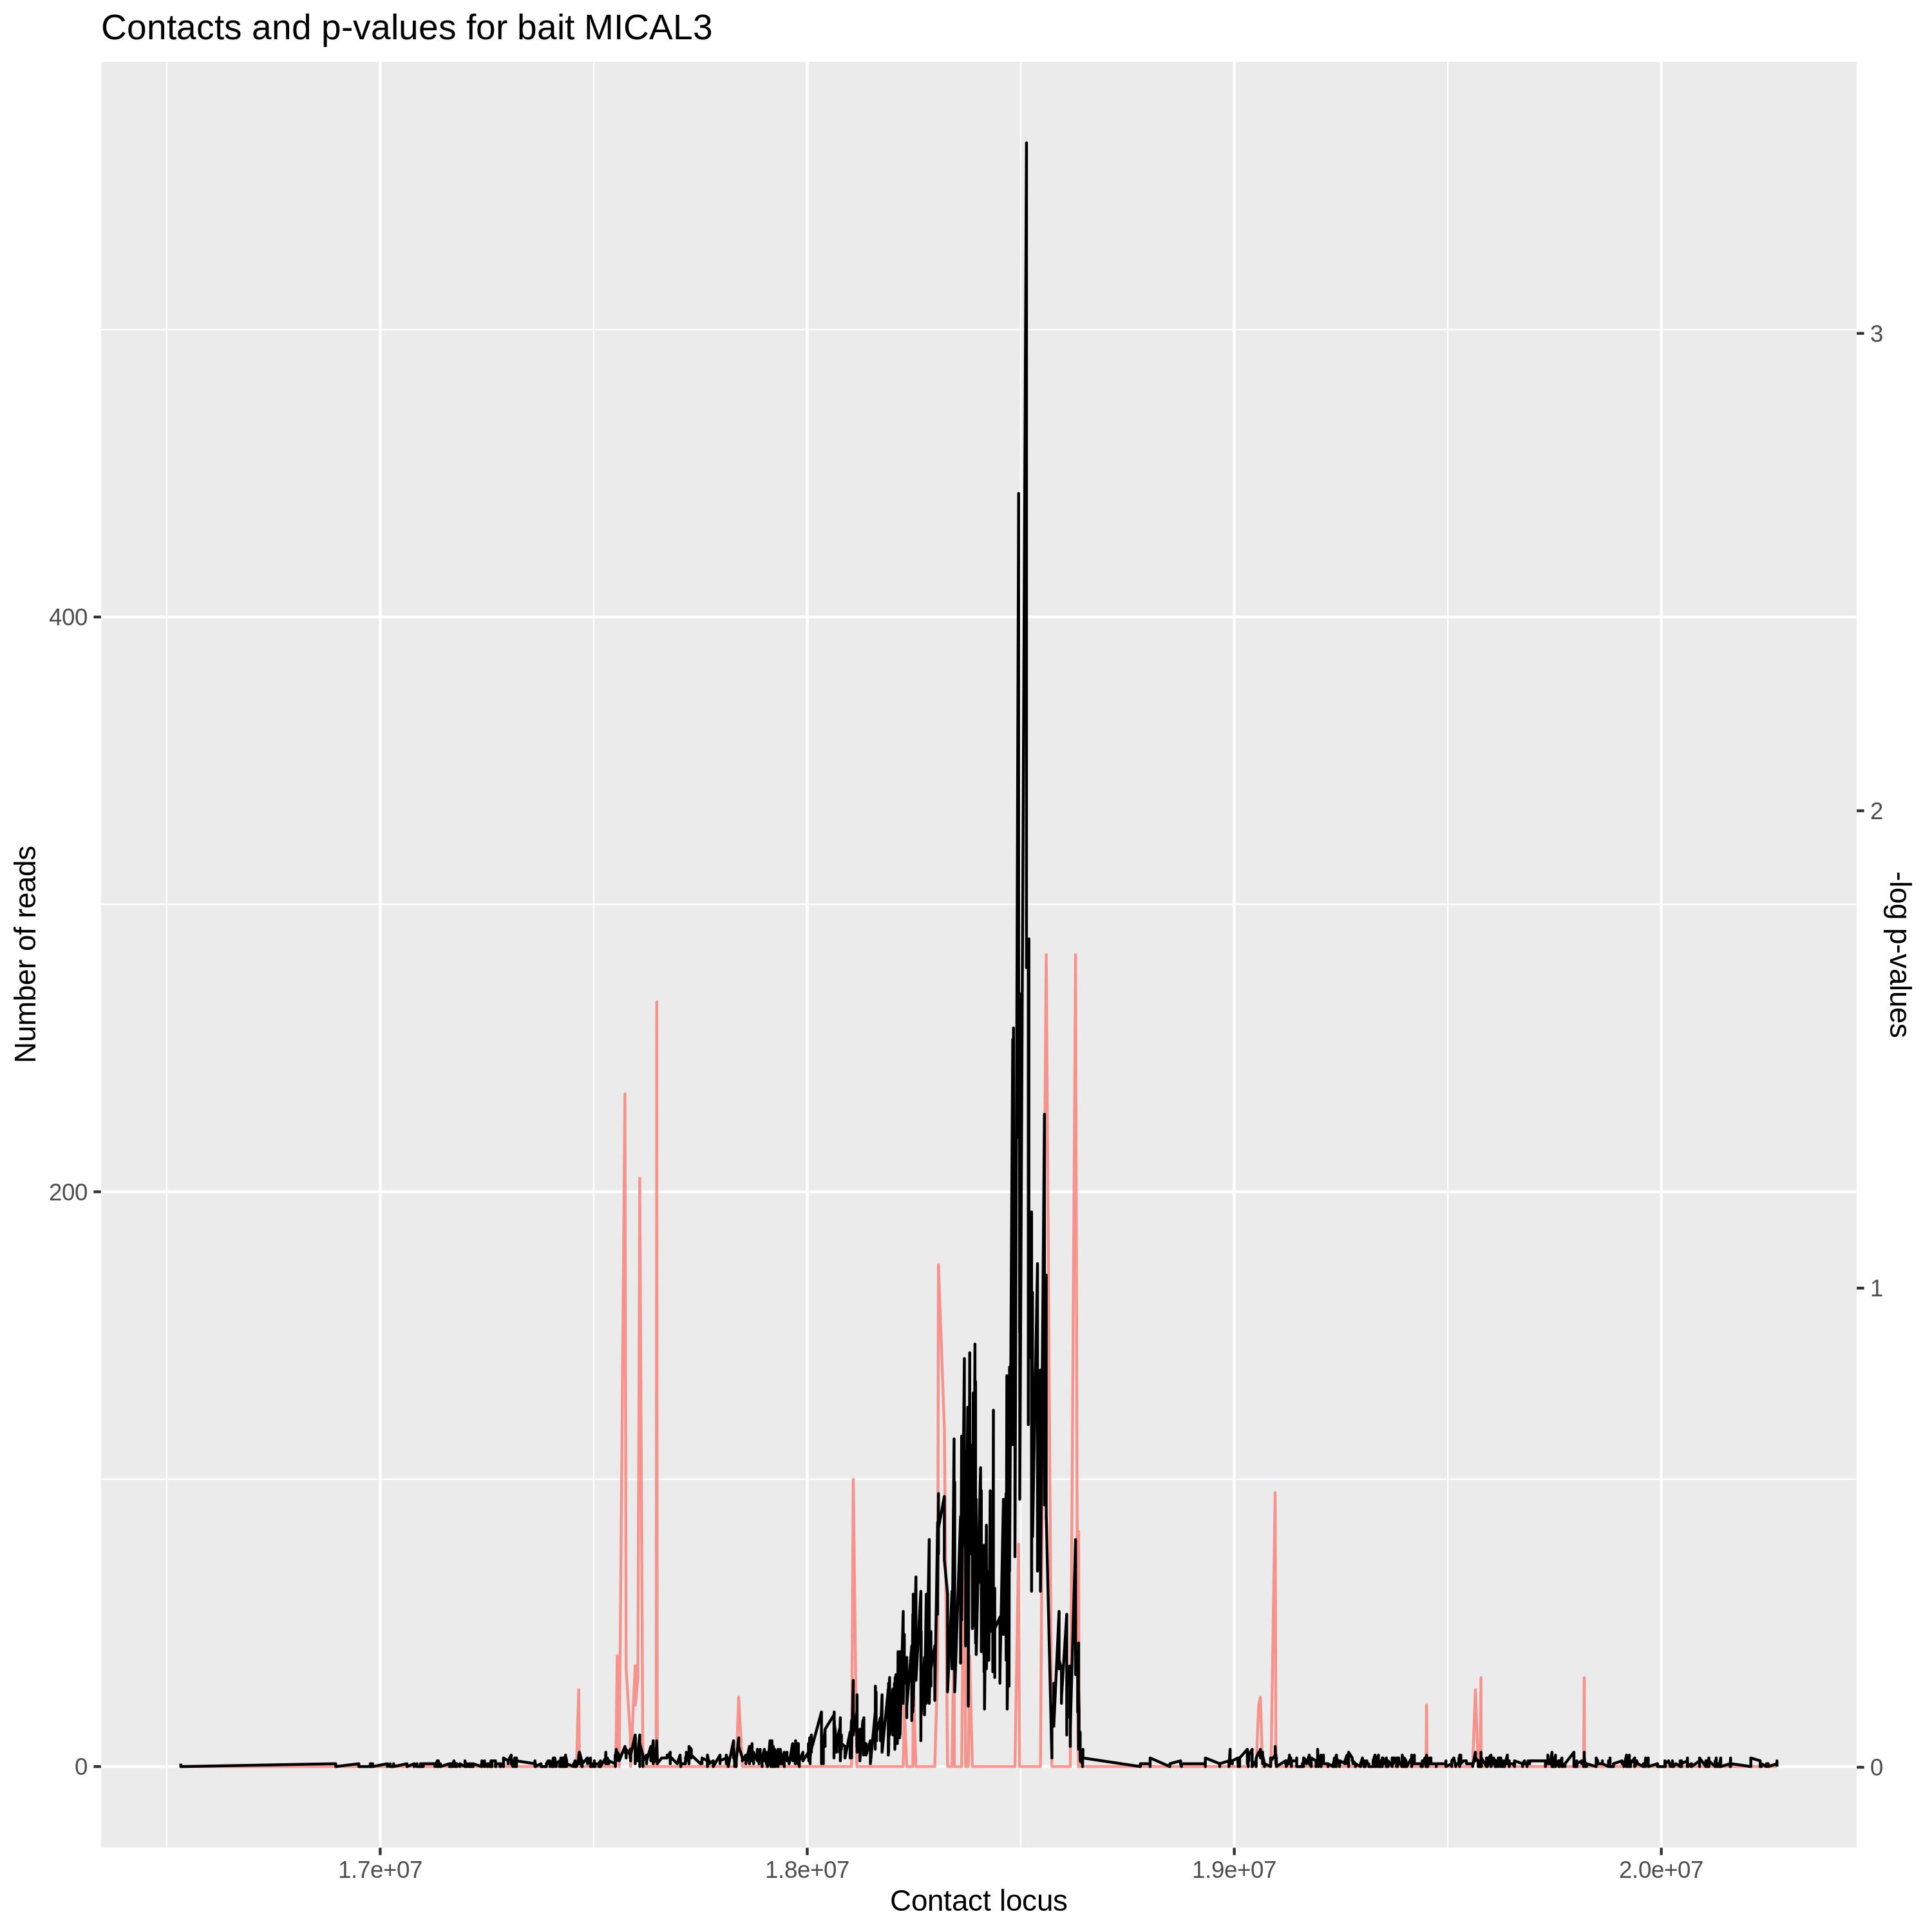 Contacts and p-values for bait MICAL3
Number of reads
400
200
0
3
2
1
0
-log p-values
1.7e+07
1.8e+07
1.9e+07
2.0e+07
Contact locus